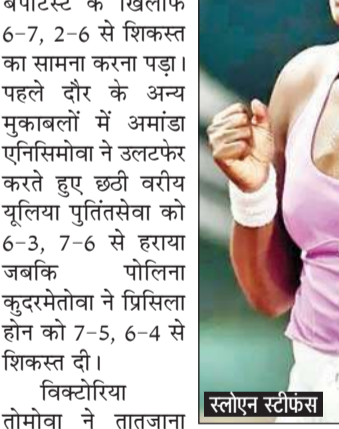 बपटिस्ट के खिलाफ
6-7, 2-6 से शिकस्त
का सामना करना पड़ा।
पहले दौर के अन्य
मुकाबलों में अमांडा
एनिसिमोवा ने उलटफेर
करते हुए छठी वरीय
यूलिया पुतिंतसेवा को
6-3, 7-6 से हराया
जबकि पोलिना
कुदरमेतोवा ने प्रिसिला
होन को 7-5, 6-4 से
शिकस्त दी।
विक्टोरिया
तोमोवा ने तातजाना
स्लोएन स्टीफंस